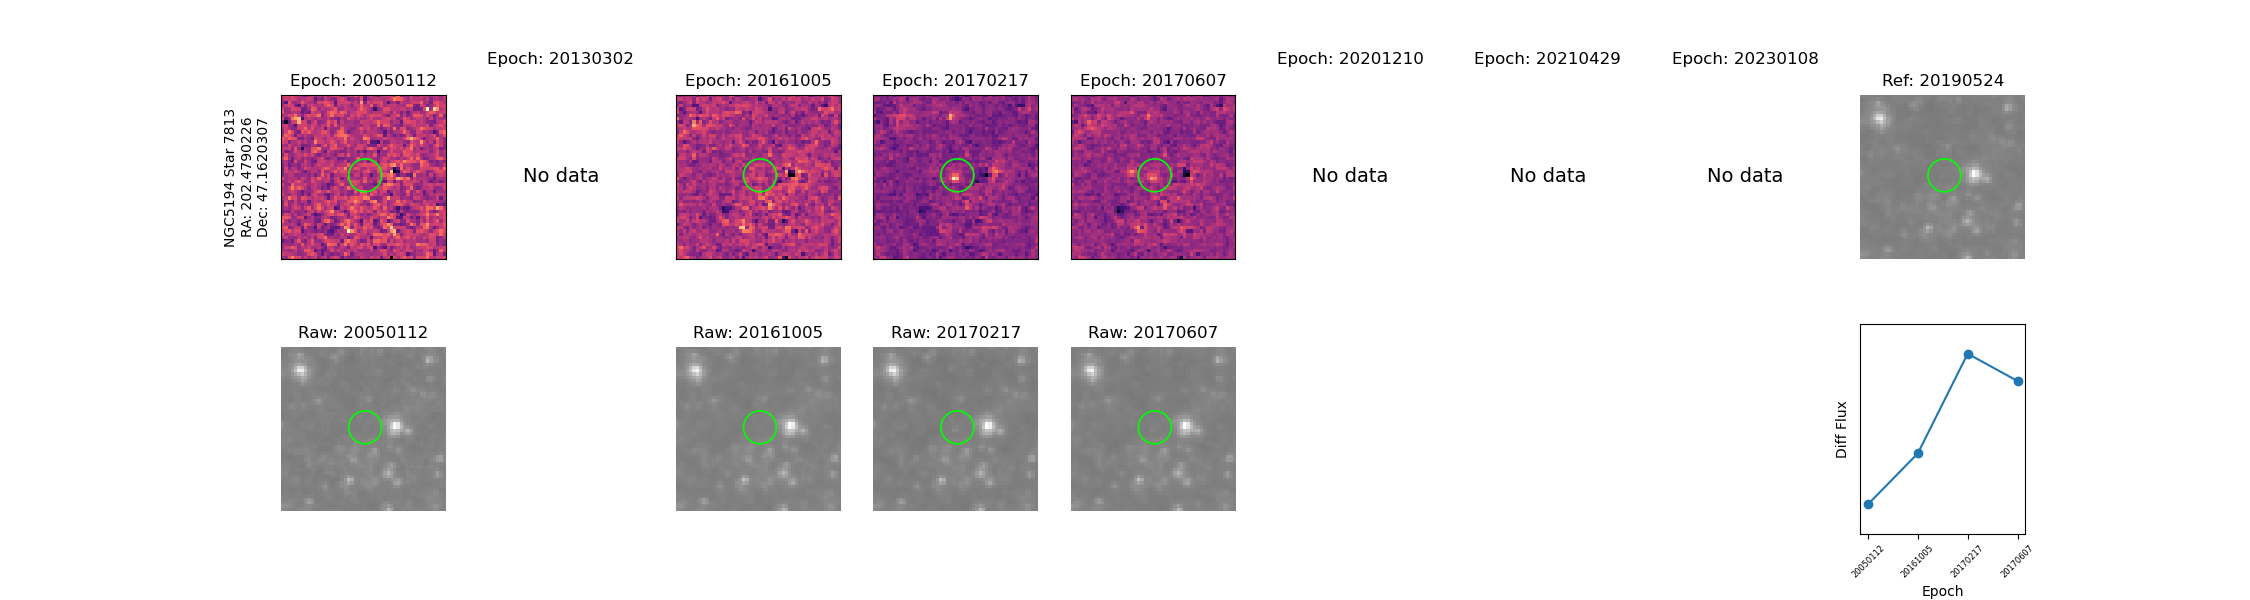 NGC5194 Star 7813
RA: 202.4790226
Dec: 47.1620307
Epoch: 20050112
Epoch: 20130302
No data
Epoch: 20161005
Epoch: 20170217
Epoch: 20170607
Epoch: 20201210
No data
Epoch: 20210429
No data
Epoch: 20230108
No data
Ref: 20190524
Raw: 20050112
Raw: 20161005
Raw: 20170217
Raw: 20170607
Diff Flux
20050112
20161005
20170217
20170607
Epoch